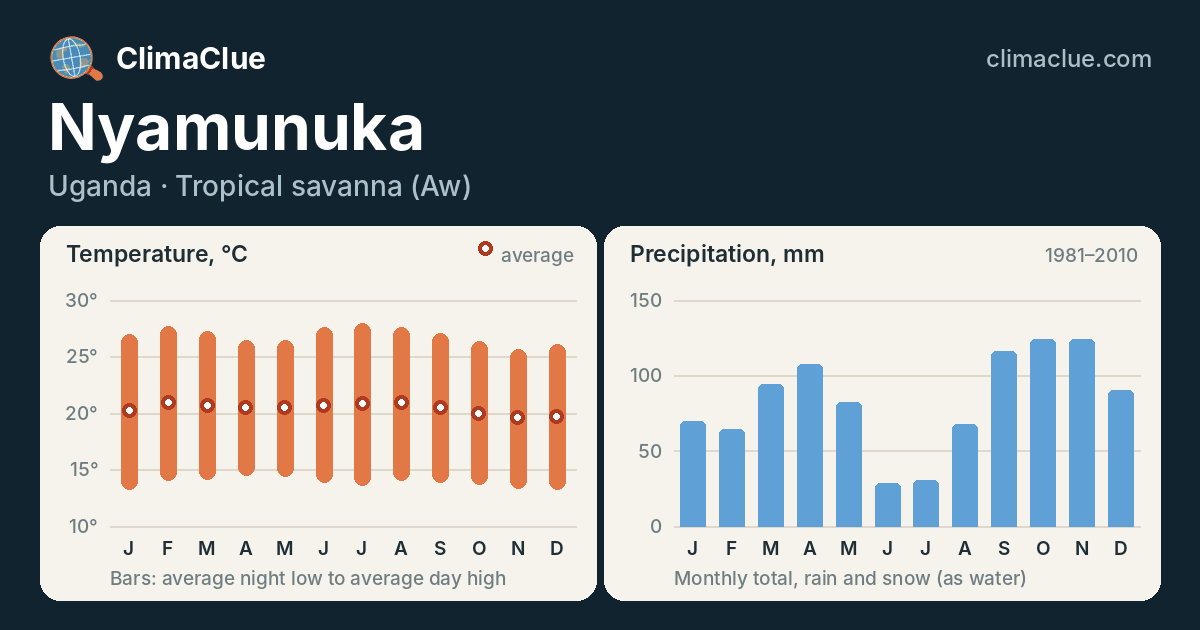 ClimaClue
climaclue.com
Nyamunuka
Uganda · Tropical savanna (Aw)
Temperature, °C
average
30°
25°
20°
15°
10°
J F M A M J J A S O N D
Bars: average night low to average day high
Precipitation, mm
1981–2010
150
100
50
0
J F M A M J J A S O N D
Monthly total, rain and snow (as water)